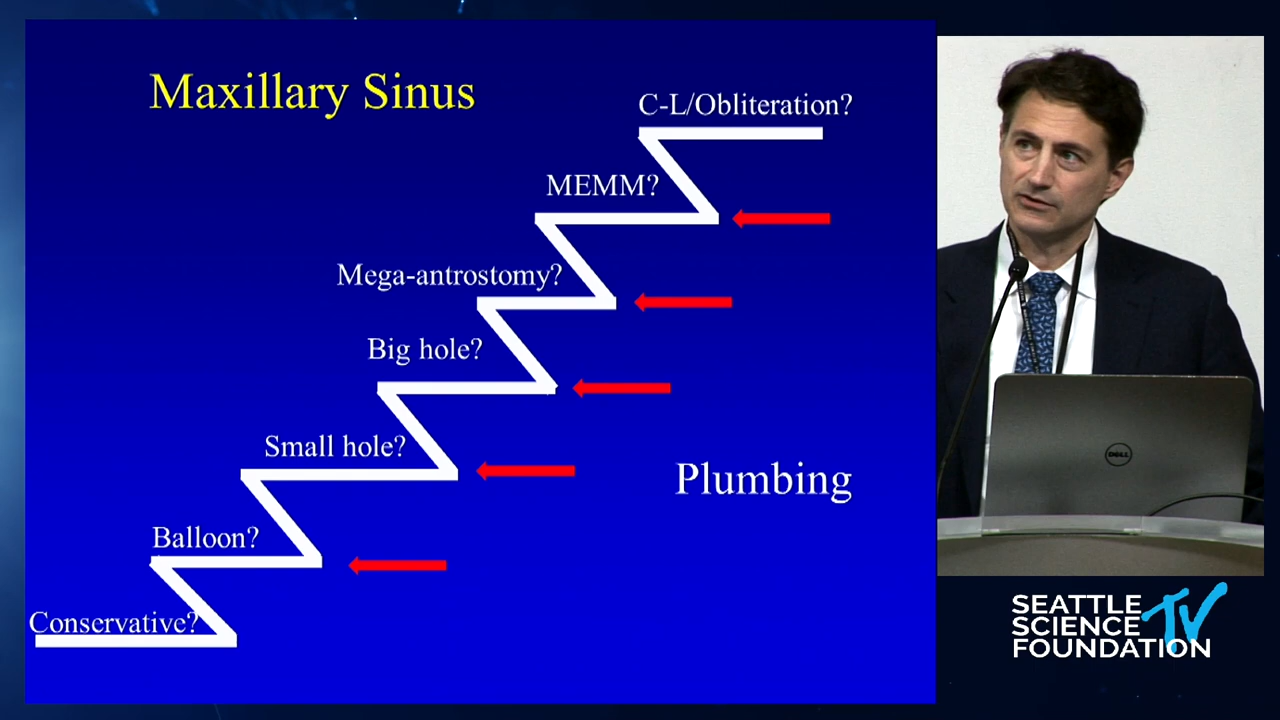 Maxillary Sinus
C-L/Obliteration?
MEMM?
Mega-antrostomy?
Big hole?
Small hole?
Plumbing
Balloon?
Conservative?
DELL
SEATTLE
SCIENCE TV
FOUNDATION